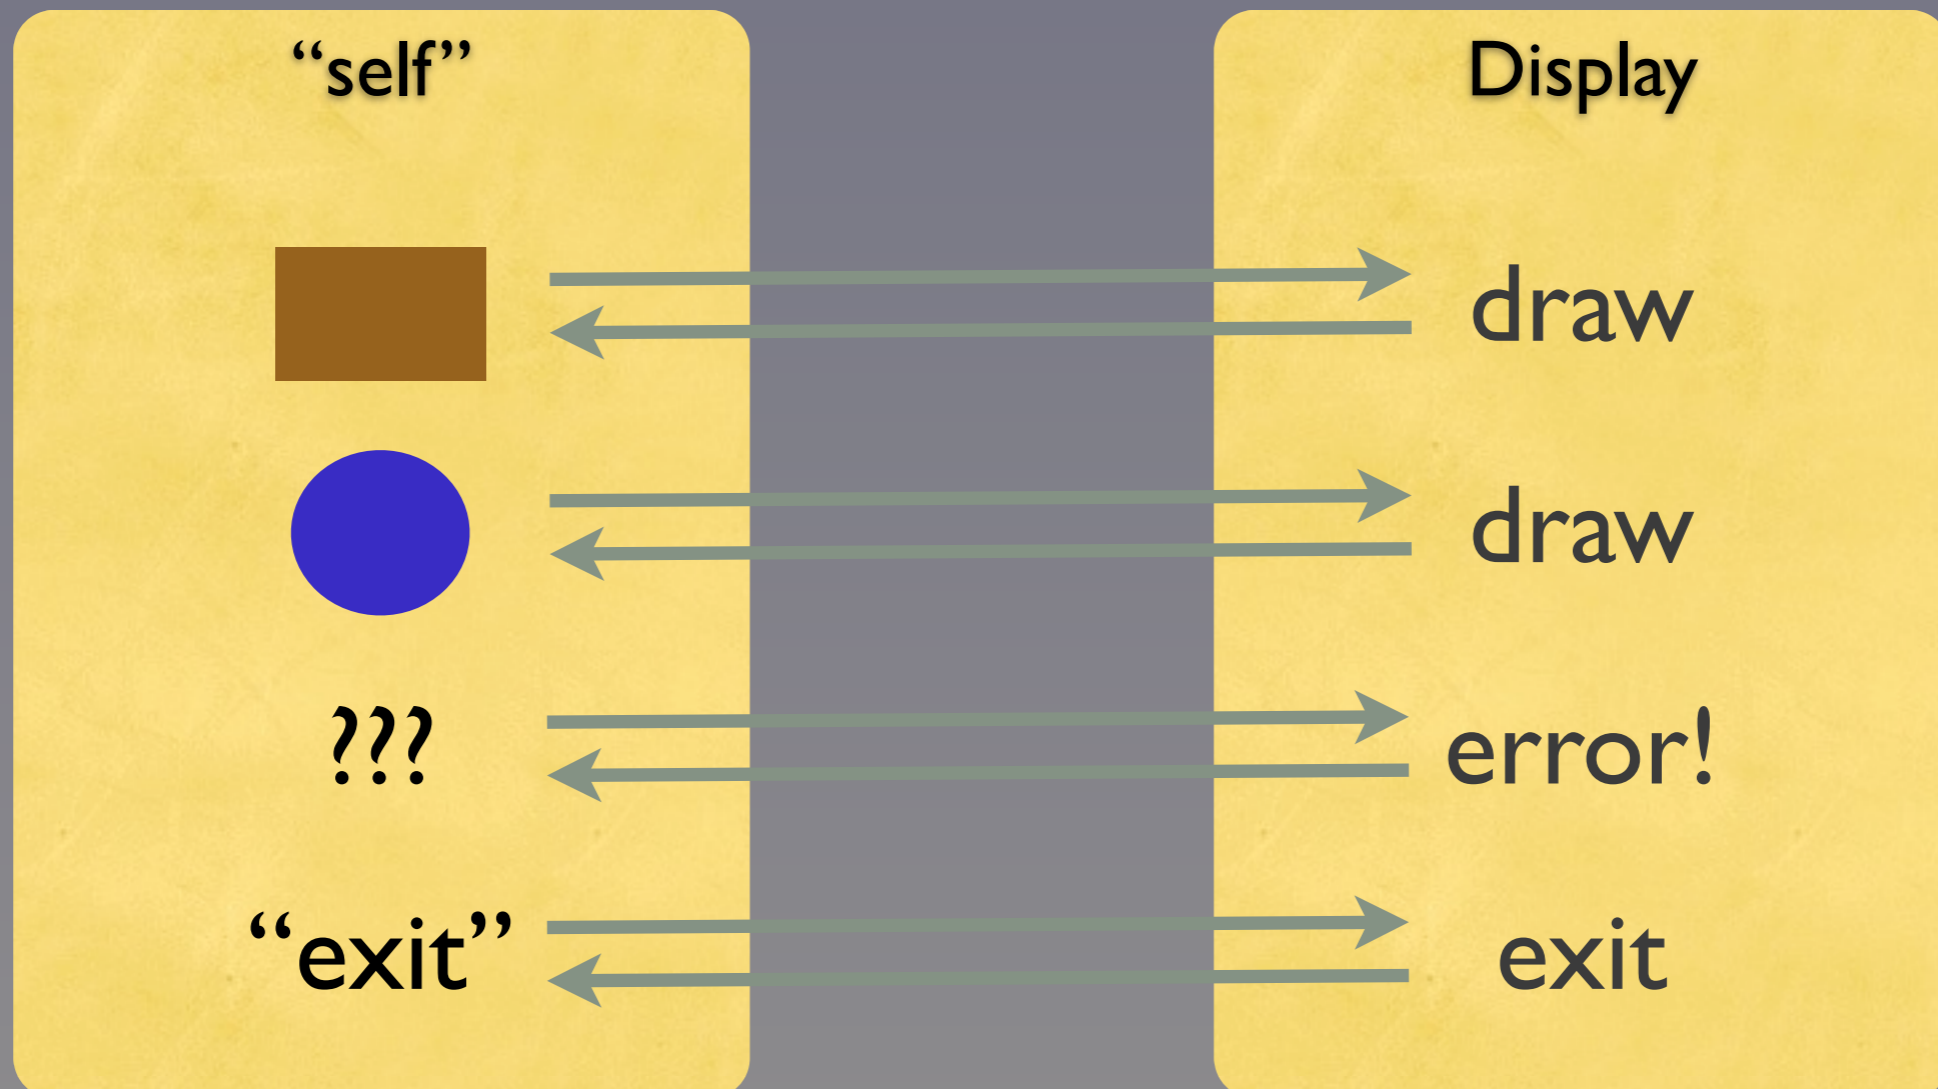 “self”
Display
draw
draw
???
error!
“exit”
exit